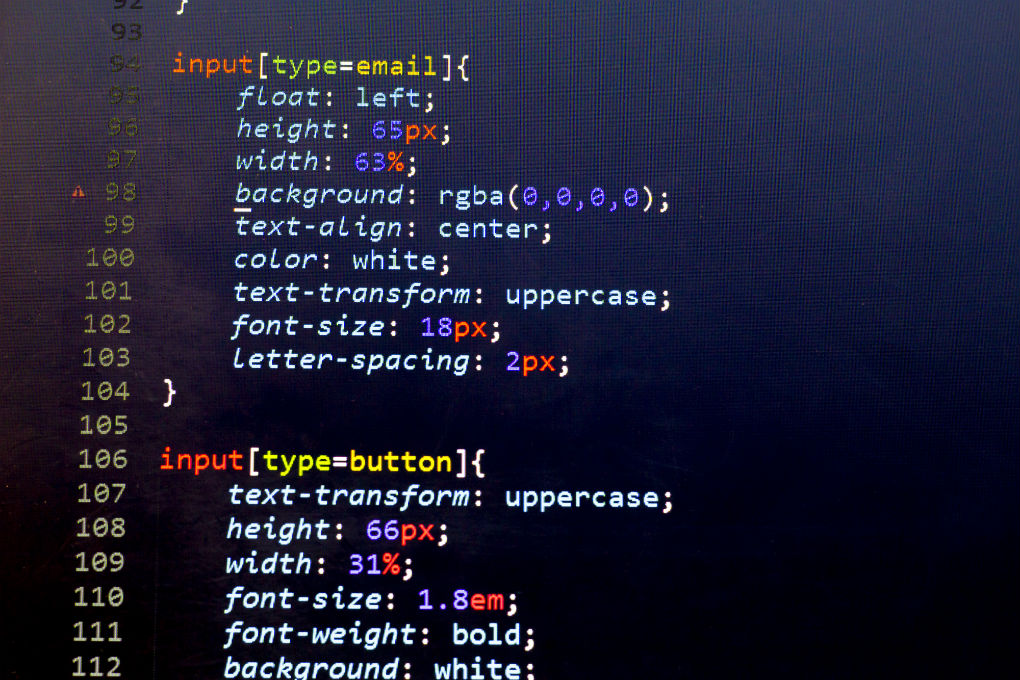 92 }
93
94 input[type=email]{
95 float: left;
96 height: 65px;
97 width: 63%;
98 background: rgba(0,0,0,0);
99 text-align: center;
100 color: white;
101 text-transform: uppercase;
102 font-size: 18px;
103 letter-spacing: 2px;
104 }
105
106 input[type=button]{
107 text-transform: uppercase;
108 height: 66px;
109 width: 31%;
110 font-size: 1.8em;
111 font-weight: bold;
112 background: white;